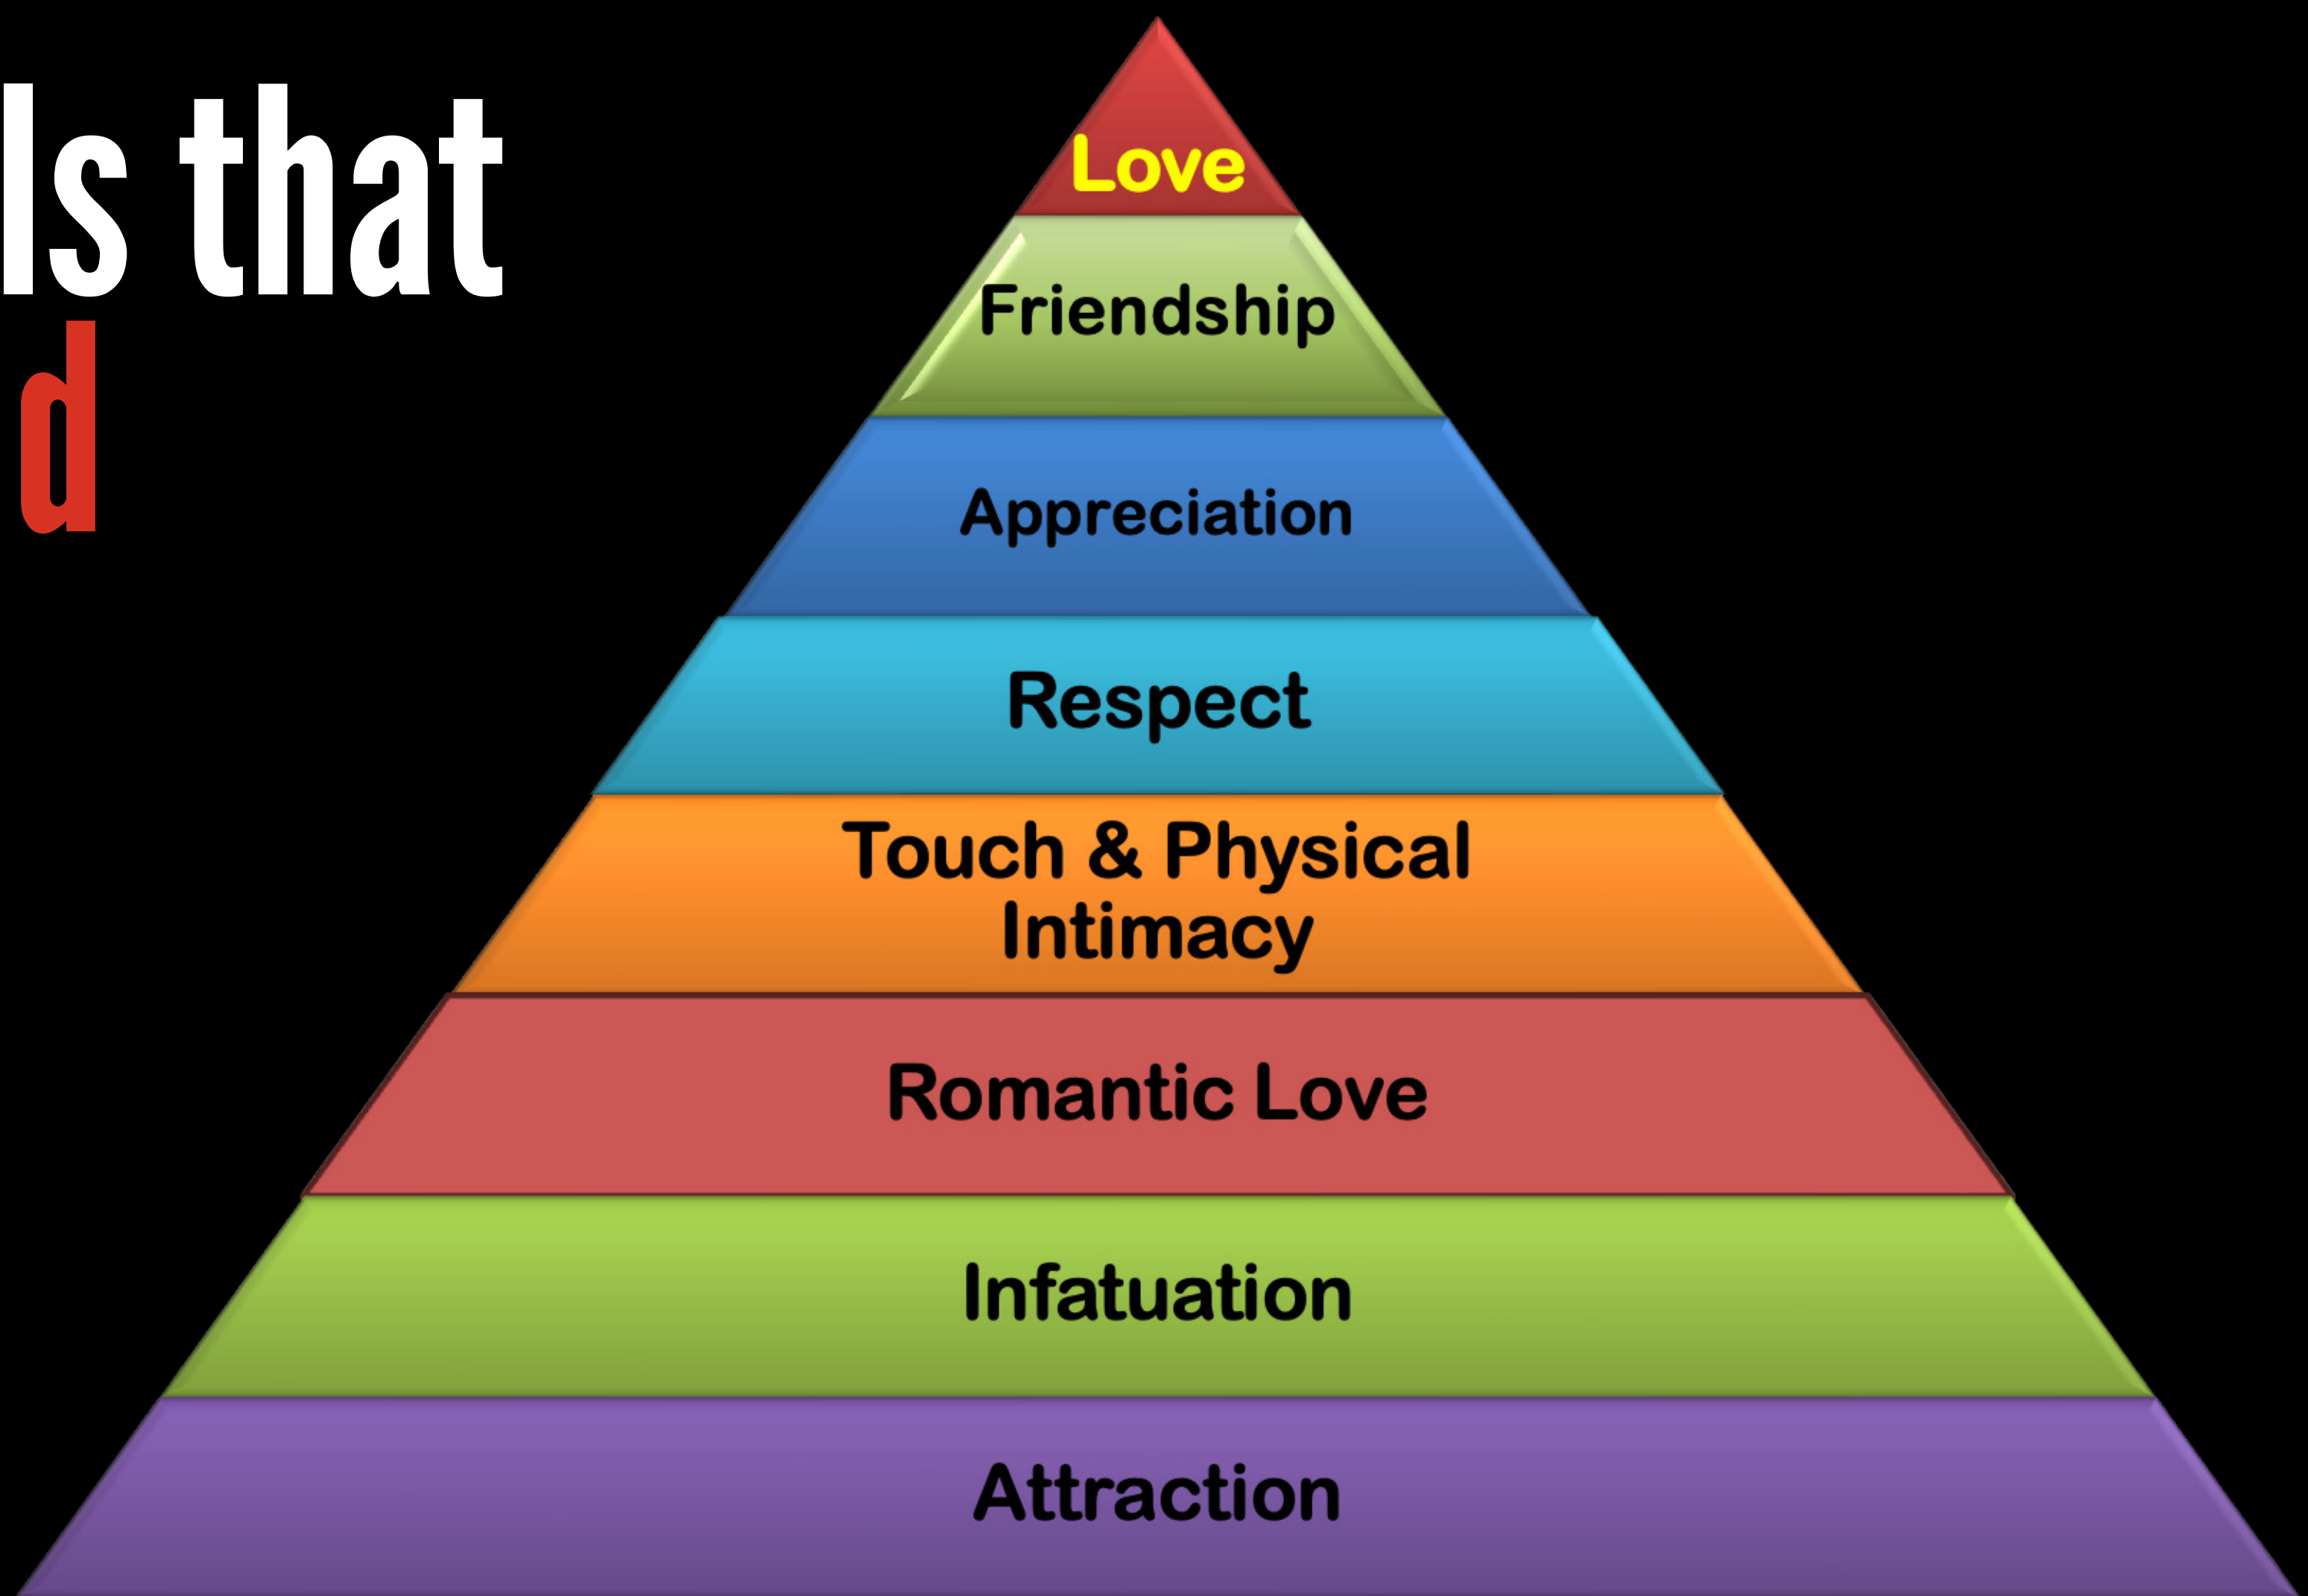 ls that
d
Love
Friendship
Appreciation
Respect
Touch & Physical
Intimacy
Romantic Love
Infatuation
Attraction